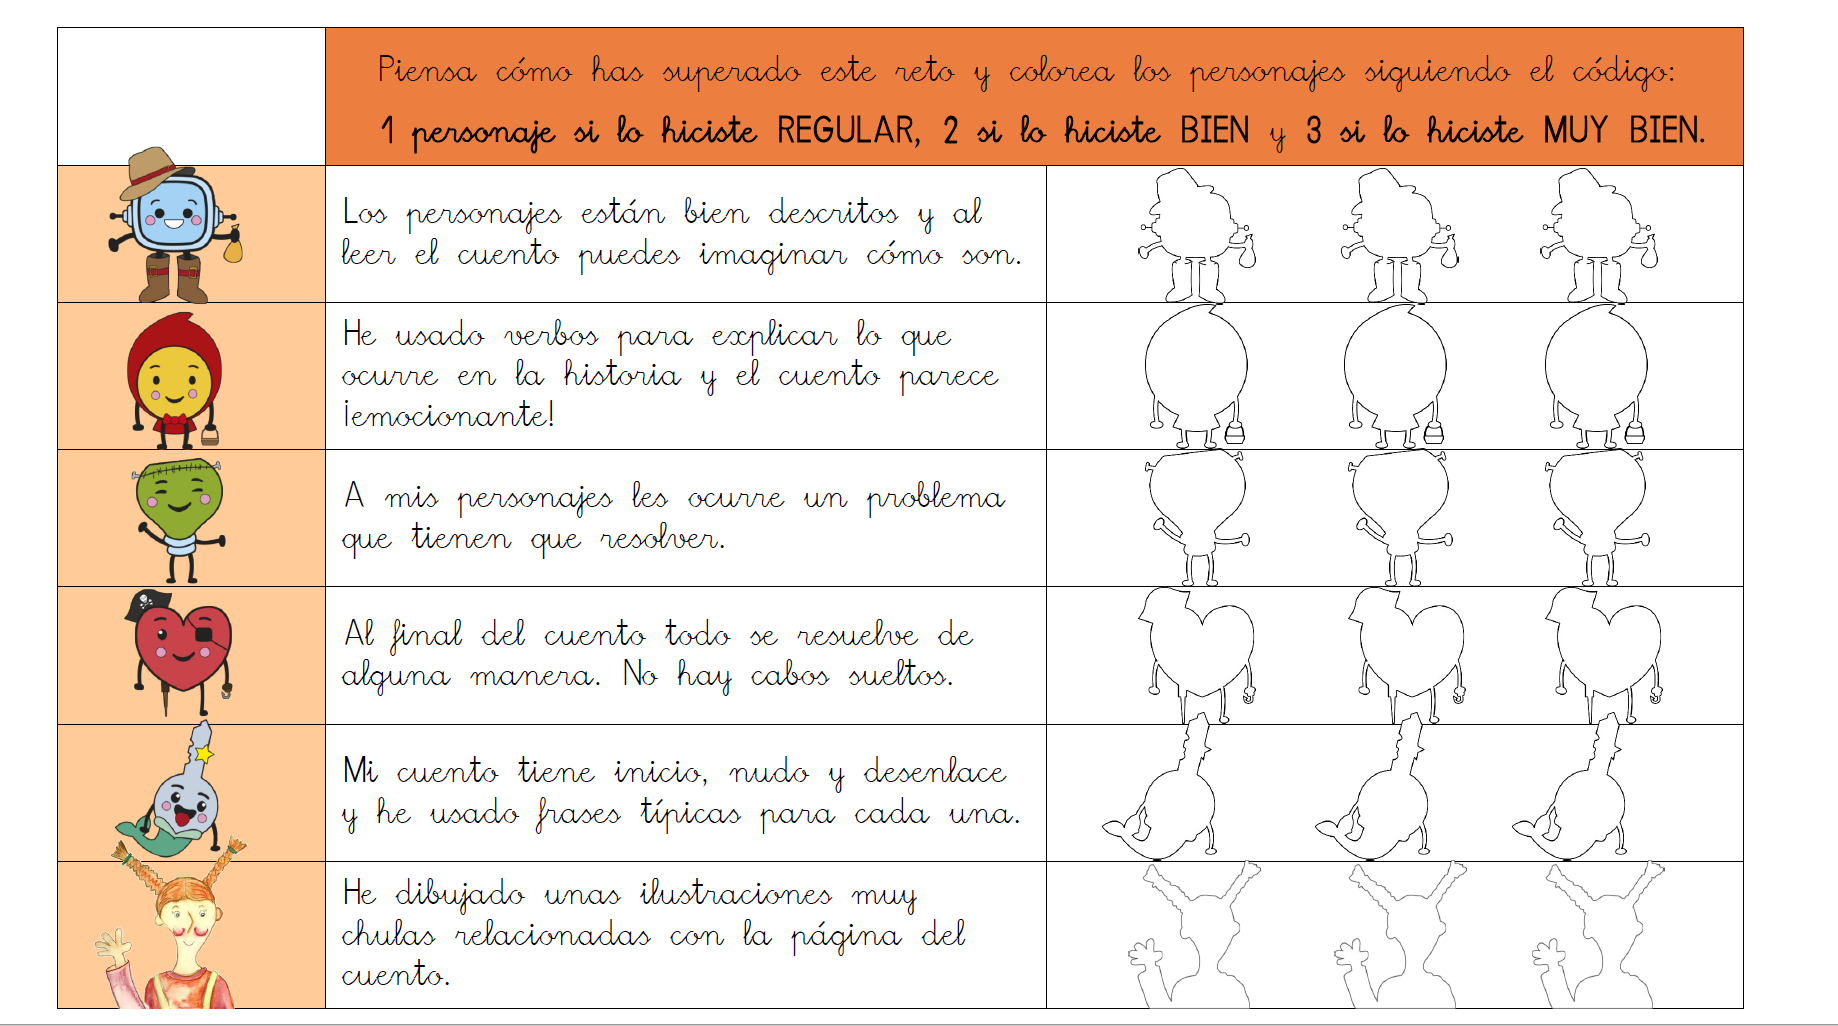 Piensa cómo has superado este reto y colorea los personajes siguiendo el código:
1 personaje si lo hiciste REGULAR, 2 si lo hiciste BIEN y 3 si lo hiciste MUY BIEN.
Los personajes están bien descritos y al
leer el cuento puedes imaginar cómo son.
He usado verbos para explicar lo que
ocurre en la historia y el cuento parece
¡emocionante!
A mis personajes les ocurre un problema
que tienen que resolver.
Al final del cuento todo se resuelve de
alguna manera. No hay cabos sueltos.
Mi cuento tiene inicio, nudo y desenlace
y he usado frases típicas para cada una.
He dibujado unas ilustraciones muy
chulas relacionadas con la página del
cuento.